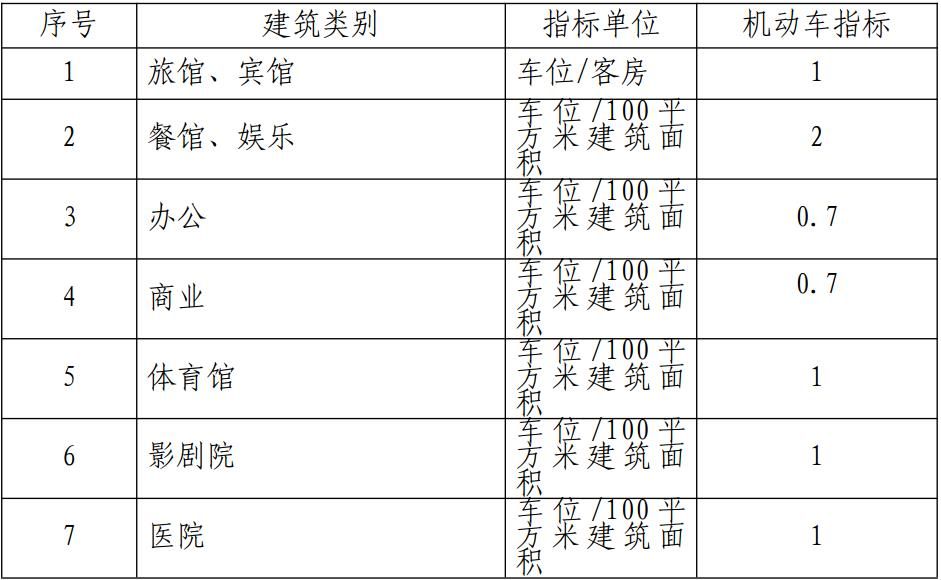 序号 建筑类别 指标单位 机动车指标
1 旅馆、宾馆 车位/客房 1
2 餐馆、娱乐 车位/100平
方米建筑面
积 2
3 办公 车位/100平
方米建筑面
积 0.7
4 商业 车位/100平
方米建筑面
积 0.7
5 体育馆 车位/100平
方米建筑面
积 1
6 影剧院 车位/100平
方米建筑面
积 1
7 医院 车位/100平
方米建筑面
积 1